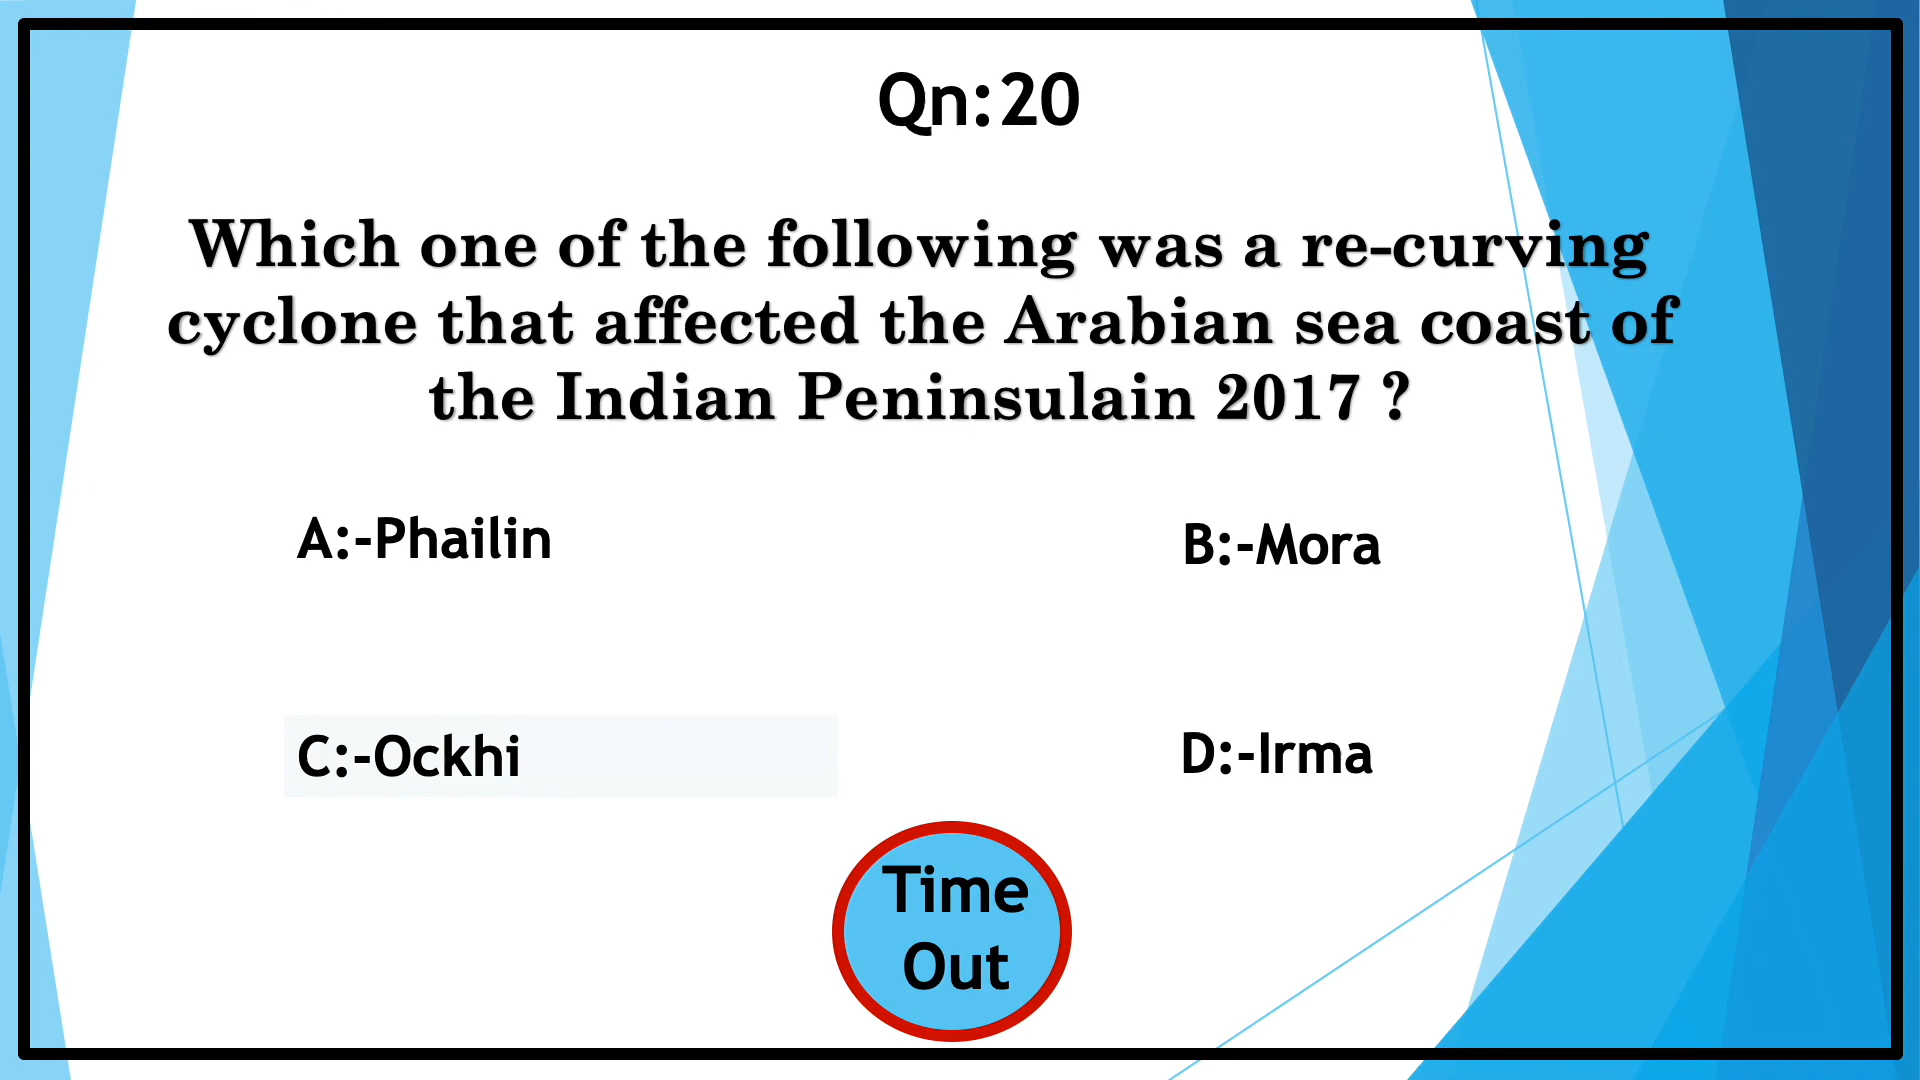 Qn:20
Which one of the following was a re-curving
cyclone that affected the Arabian sea coast of
the Indian Peninsulain 2017 ?
A:-Phailin
B:-Mora
C:-Ockhi
D:-Irma
Time
Out